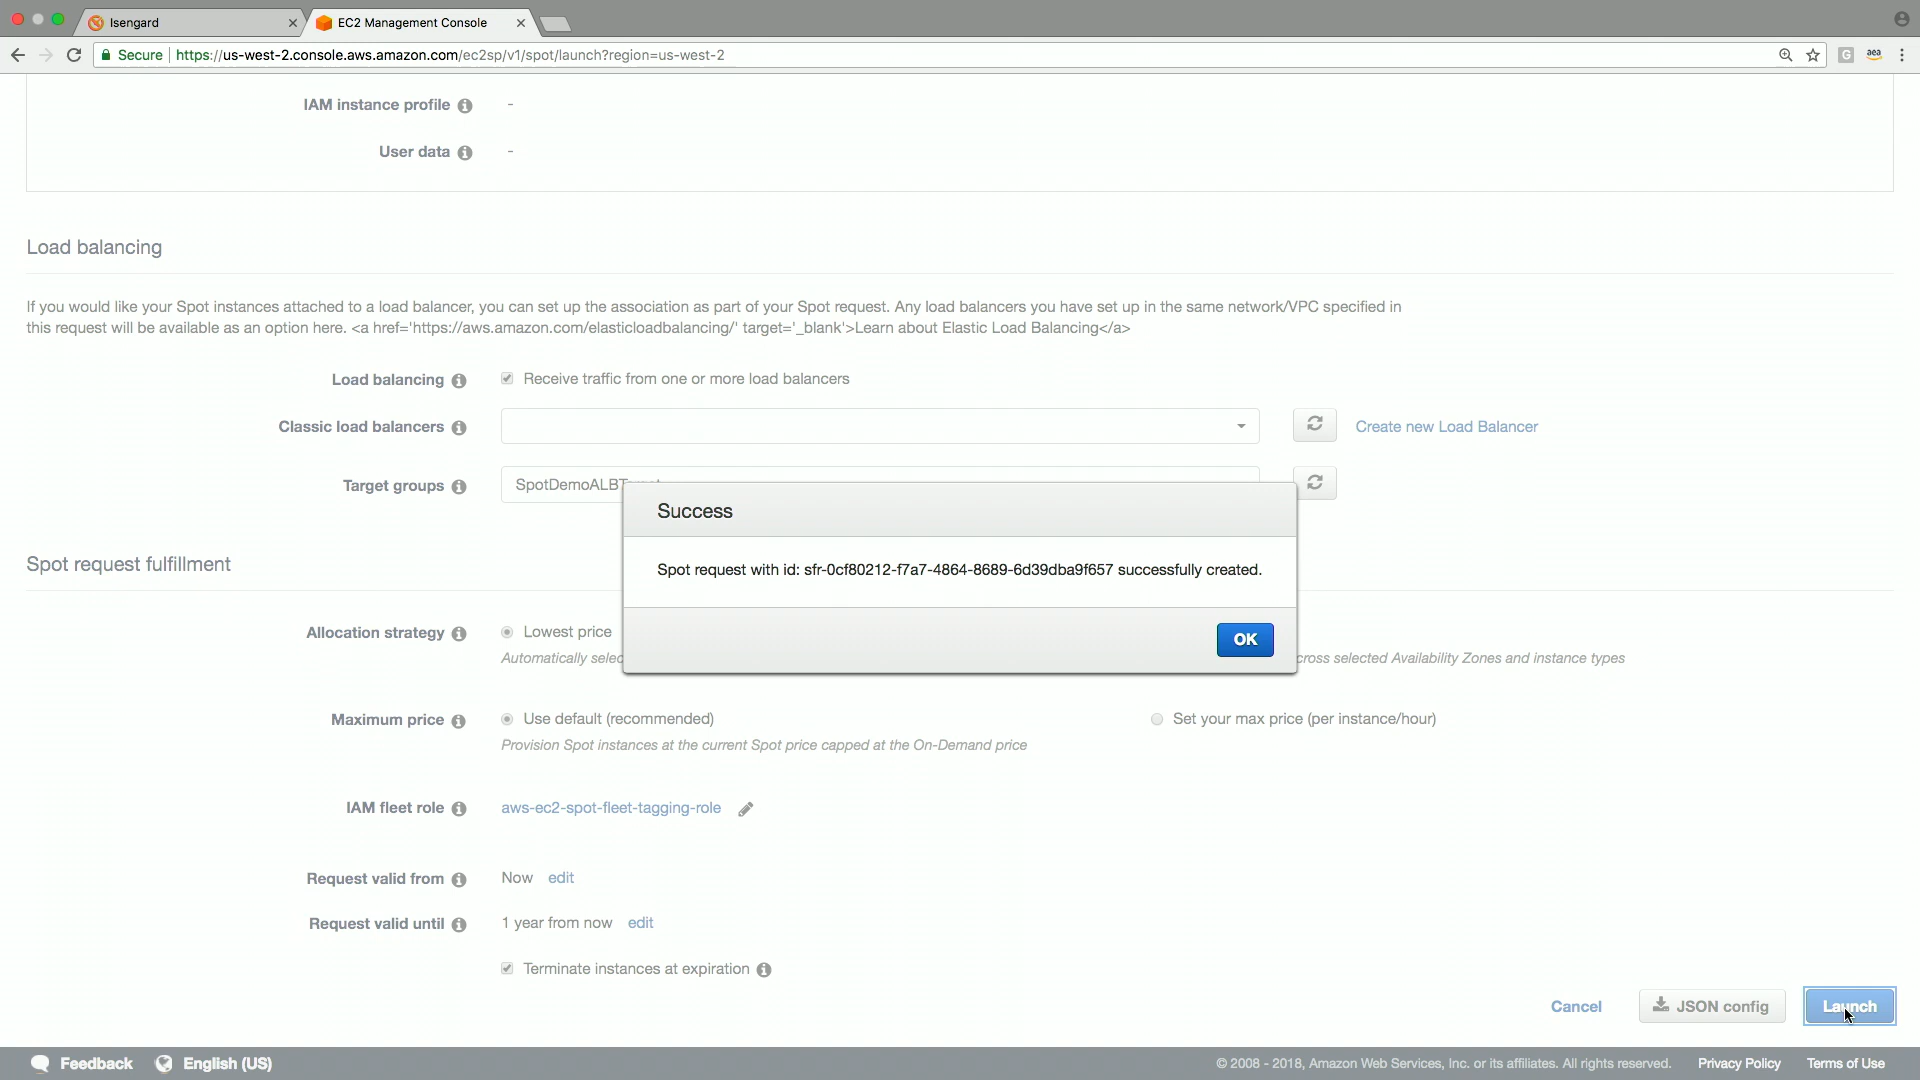 Isengard
EC2 Management Console
Secure
https://us-west-2.console.aws.amazon.com/ec2sp/v1/spot/launch?region=us-west-2
G
aea
IAM instance profile -
User data -
Load balancing
If you would like your Spot instances attached to a load balancer, you can set up the association as part of your Spot request. Any load balancers you have set up in the same network/VPC specified in
this request will be available as an option here. <a href='https://aws.amazon.com/elasticloadbalancing/' target='_blank'>Learn about Elastic Load Balancing</a>
Load balancing Receive traffic from one or more load balancers
Classic load balancers Create new Load Balancer
Target groups
Success
Spot request with id: sfr-0cf80212-f7a7-4864-8689-6d39dba9f657 successfully created.
OK
Spot request fulfillment
Allocation strategy Lowest price
Automatically selec
cross selected Availability Zones and instance types
Maximum price Use default (recommended) Set your max price (per instance/hour)
Provision Spot instances at the current Spot price capped at the On-Demand price
IAM fleet role aws-ec2-spot-fleet-tagging-role
Request valid from Now edit
Request valid until 1 year from now edit
Terminate instances at expiration
Cancel JSON config Launch
Feedback English (US) © 2008 - 2018, Amazon Web Services, Inc. or its affiliates. All rights reserved. Privacy Policy Terms of Use